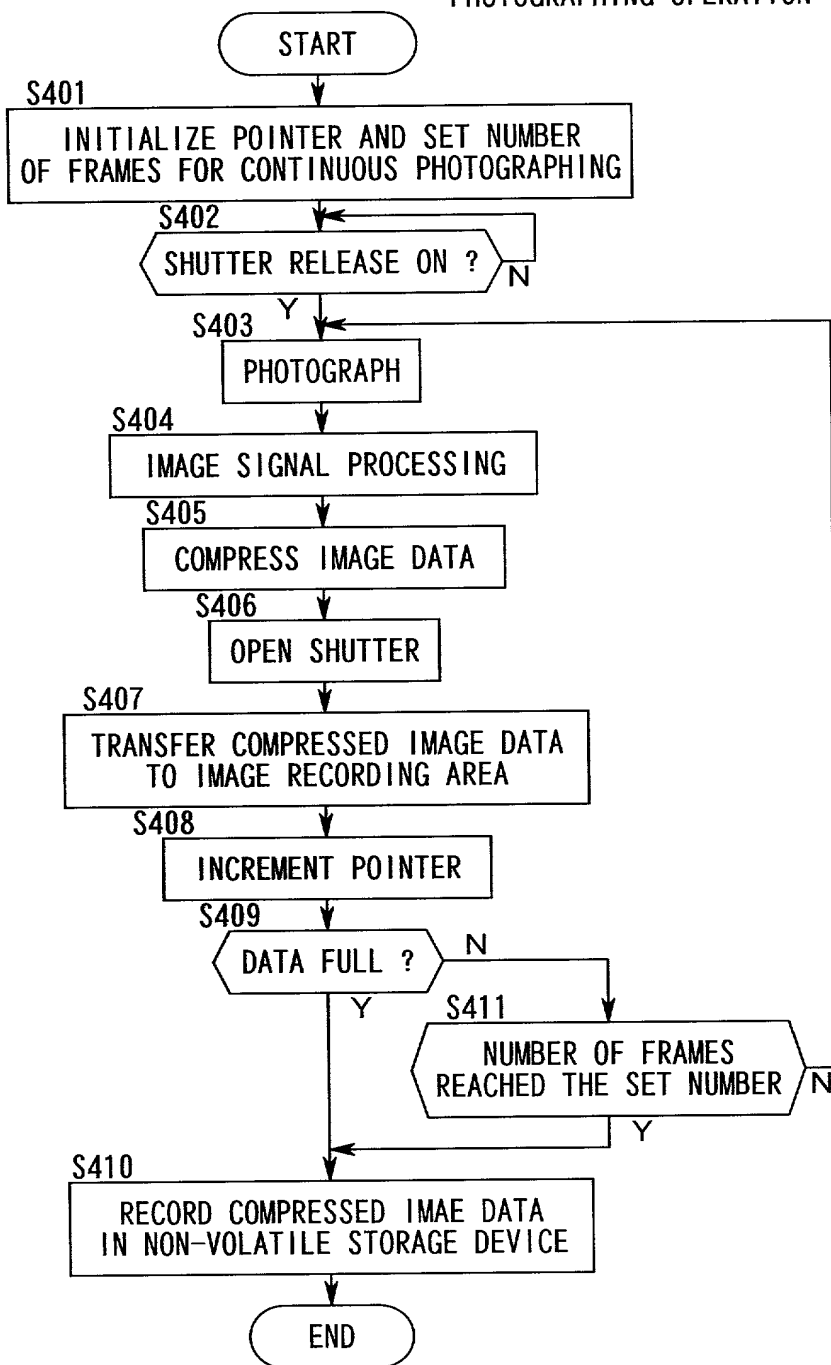 PHOTOGRAPHING OPERATION
START
S401
INITIALIZE POINTER AND SET NUMBER
OF FRAMES FOR CONTINUOUS PHOTOGRAPHING
S402
SHUTTER RELEASE ON ?
N
Y
S403
PHOTOGRAPH
S404
IMAGE SIGNAL PROCESSING
S405
COMPRESS IMAGE DATA
S406
OPEN SHUTTER
S407
TRANSFER COMPRESSED IMAGE DATA
TO IMAGE RECORDING AREA
S408
INCREMENT POINTER
S409
DATA FULL ?
N
Y
S411
NUMBER OF FRAMES
REACHED THE SET NUMBER
N
Y
S410
RECORD COMPRESSED IMAE DATA
IN NON-VOLATILE STORAGE DEVICE
END